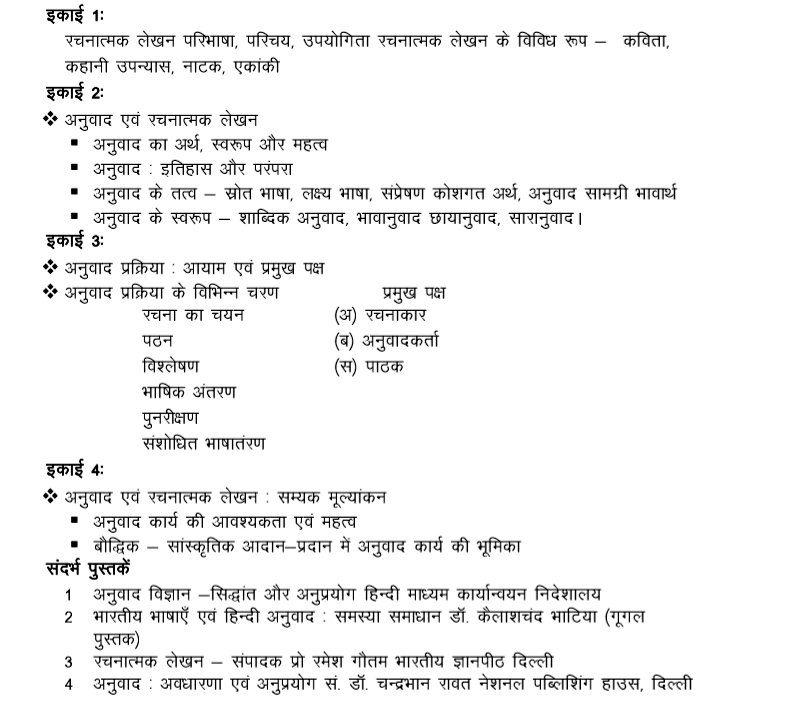 इकाई 1:
रचनात्मक लेखन परिभाषा, परिचय, उपयोगिता रचनात्मक लेखन के विविध रूप – कविता,
कहानी उपन्यास, नाटक, एकांकी
इकाई 2:
❖ अनुवाद एवं रचनात्मक लेखन
▪ अनुवाद का अर्थ, स्वरूप और महत्व
▪ अनुवाद : इतिहास और परंपरा
▪ अनुवाद के तत्व – स्रोत भाषा, लक्ष्य भाषा, संप्रेषण कोशगत अर्थ, अनुवाद सामग्री भावार्थ
▪ अनुवाद के स्वरूप – शाब्दिक अनुवाद, भावानुवाद छायानुवाद, सारानुवाद।
इकाई 3:
❖ अनुवाद प्रक्रिया : आयाम एवं प्रमुख पक्ष
❖ अनुवाद प्रक्रिया के विभिन्न चरण प्रमुख पक्ष
रचना का चयन (अ) रचनाकार
पठन (ब) अनुवादकर्ता
विश्लेषण (स) पाठक
भाषिक अंतरण
पुनरीक्षण
संशोधित भाषातंरण
इकाई 4:
❖ अनुवाद एवं रचनात्मक लेखन : सम्यक मूल्यांकन
▪ अनुवाद कार्य की आवश्यकता एवं महत्व
▪ बौद्धिक – सांस्कृतिक आदान–प्रदान में अनुवाद कार्य की भूमिका
संदर्भ पुस्तकें
1 अनुवाद विज्ञान –सिद्वांत और अनुप्रयोग हिन्दी माध्यम कार्यान्वयन निदेशालय
2 भारतीय भाषाएँ एवं हिन्दी अनुवाद : समस्या समाधान डॉ. कैलाशचंद भाटिया (गूगल
पुस्तक)
3 रचनात्मक लेखन – संपादक प्रो रमेश गौतम भारतीय ज्ञानपीठ दिल्ली
4 अनुवाद : अवधारणा एवं अनुप्रयोग सं. डॉ. चन्द्रभान रावत नेशनल पब्लिशिंग हाउस, दिल्ली